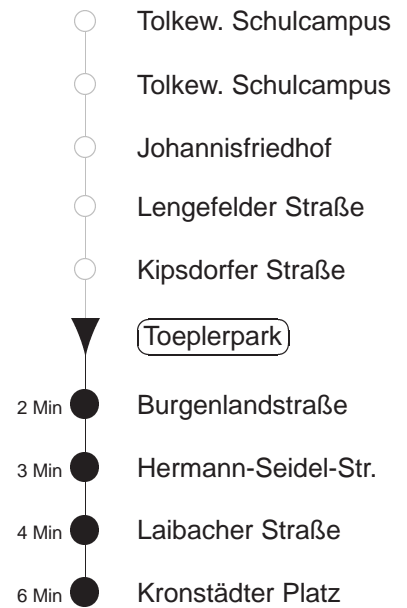 Tolkew. Schulcampus
Tolkew. Schulcampus
Johannisfriedhof
Lengefelder Straße
Kipsdorfer Straße
Toeplerpark
2 Min Burgenlandstraße
3 Min Hermann-Seidel-Str.
4 Min Laibacher Straße
6 Min Kronstädter Platz